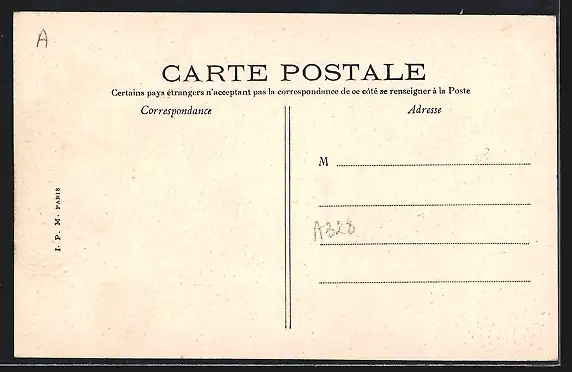 A
CARTE POSTALE
Certains pays étrangers n'acceptant pas la correspondance de ce côté se renseigner à la Poste
Correspondance
Adresse
M
A328
I. P. M. PARIS